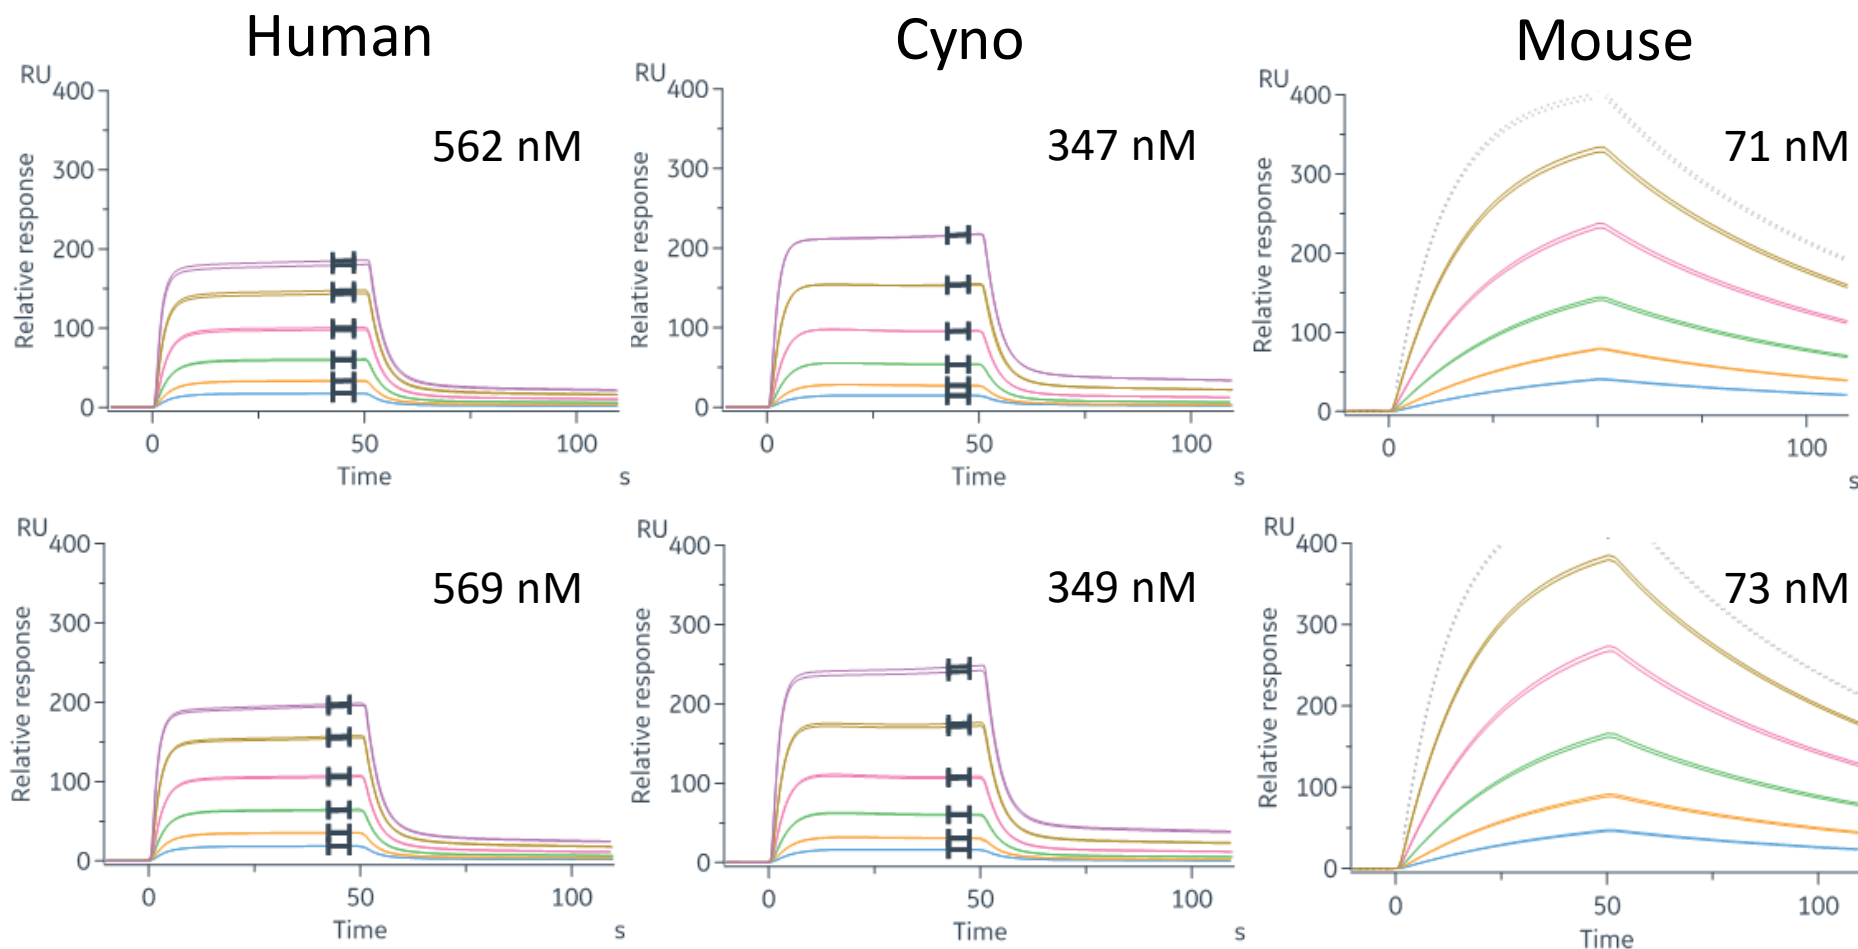 Human
Cyno
Mouse
RU
400
300
200
100
0
Relative response
562 nM
0
50
100
Time
s
RU
400
300
200
100
0
Relative response
347 nM
0
50
100
Time
s
RU
400
300
200
100
0
Relative response
71 nM
0
100
s
RU
400
300
200
100
0
Relative response
569 nM
0
50
100
Time
s
RU
400
300
200
100
0
Relative response
349 nM
0
50
100
Time
s
RU
400
300
200
100
0
Relative response
73 nM
0
50
100
Time